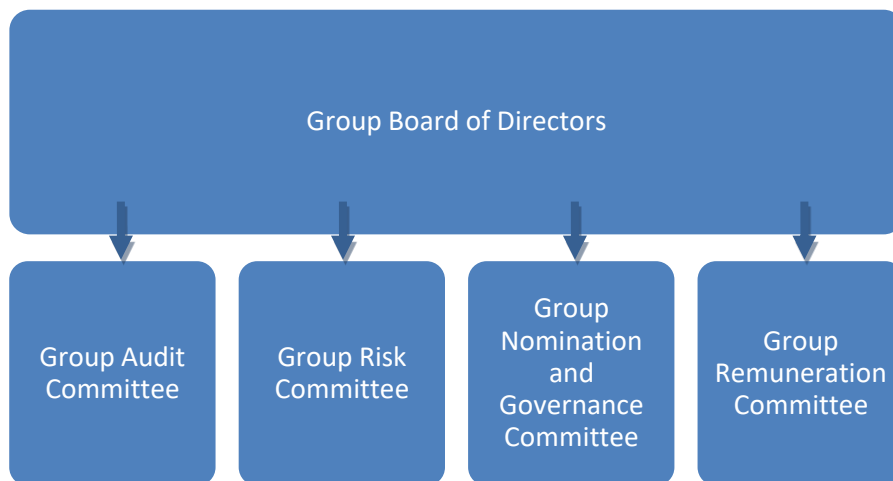 Group Board of Directors
Group Audit
Committee
Group Risk
Committee
Group
Nomination
and
Governance
Committee
Group
Remuneration
Committee